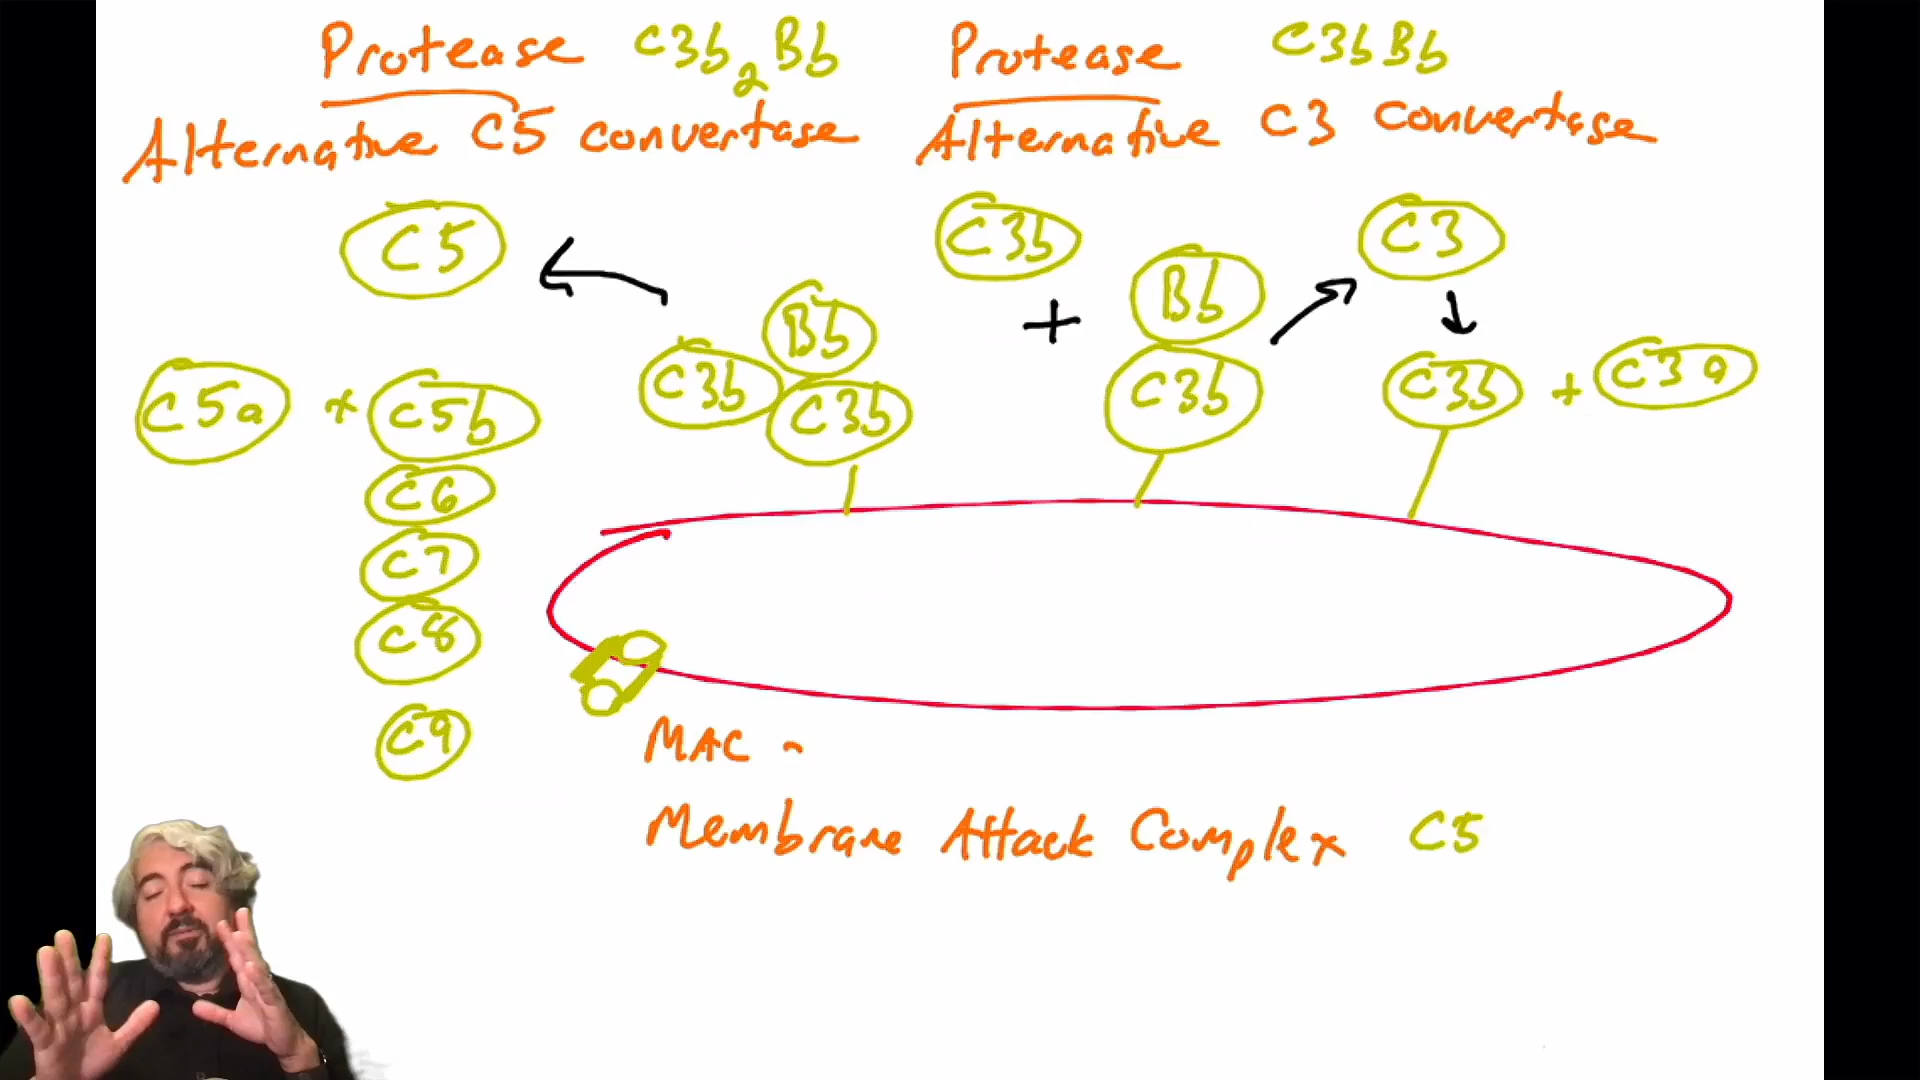 Protease C3b2Bb
Alternative C5 convertase
Protease C3bBb
Alternative C3 convertase
C5
C3b
C3
Bb
Bb
+
C5a + C5b
C3b
C3b
C3b
C3b + C3a
C6
C7
C8
C9
MAC -
Membrane Attack Complex C5